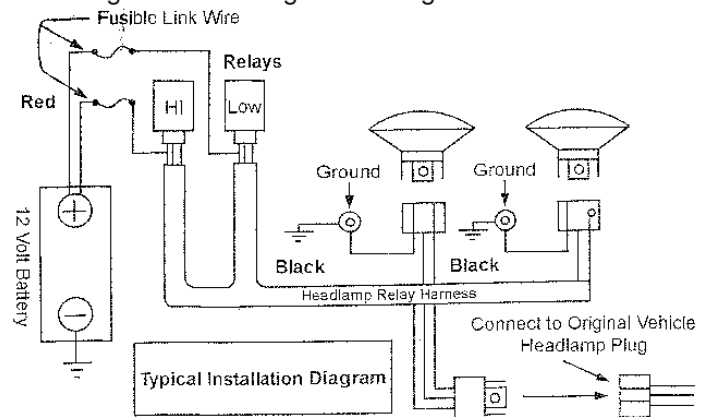 Fusible Link Wire
Relays
Red
HI
Low
Ground
Ground
12 Volt Battery
+
−
Black
Black
Headlamp Relay Harness
Connect to Original Vehicle
Headlamp Plug
Typical Installation Diagram